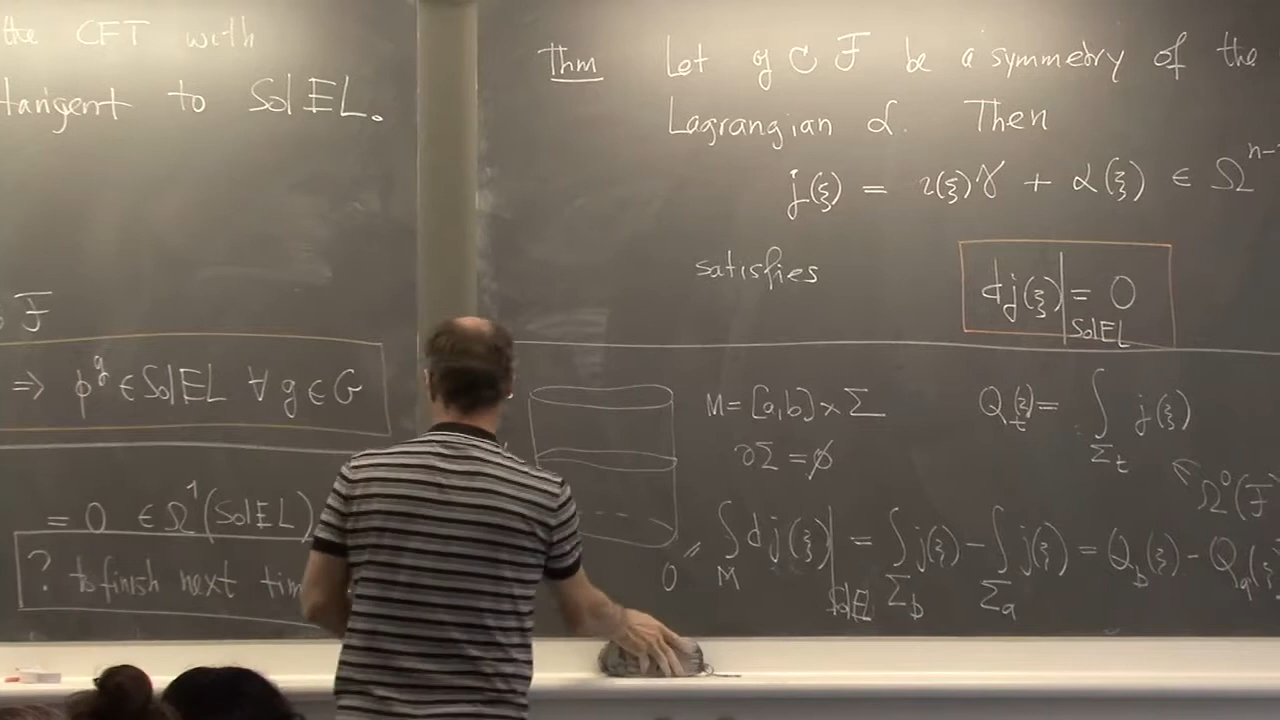 the CFT with
tangent to Sol EL.
F
=> ϕ^g ∈ Sol EL ∀ g ∈ G
= 0 ∈ Ω^1(Sol EL)
? to finish next tim
Thm Let g C F be a symmetry of the
Lagrangian α. Then
j(ξ) = ι(ξ)γ + α(ξ) ∈ Ω^{n-
satisfies
dj(ξ)| = 0
Sol EL
M = [a,b] × Σ
∂Σ = ∅
Q_t(ξ) = ∫_{Σ_t} j(ξ)
Ω^0(F
0 = ∫_M dj(ξ)|_{Sol EL} = ∫_{Σ_b} j(ξ) - ∫_{Σ_a} j(ξ) = Q_b(ξ) - Q_a(ξ